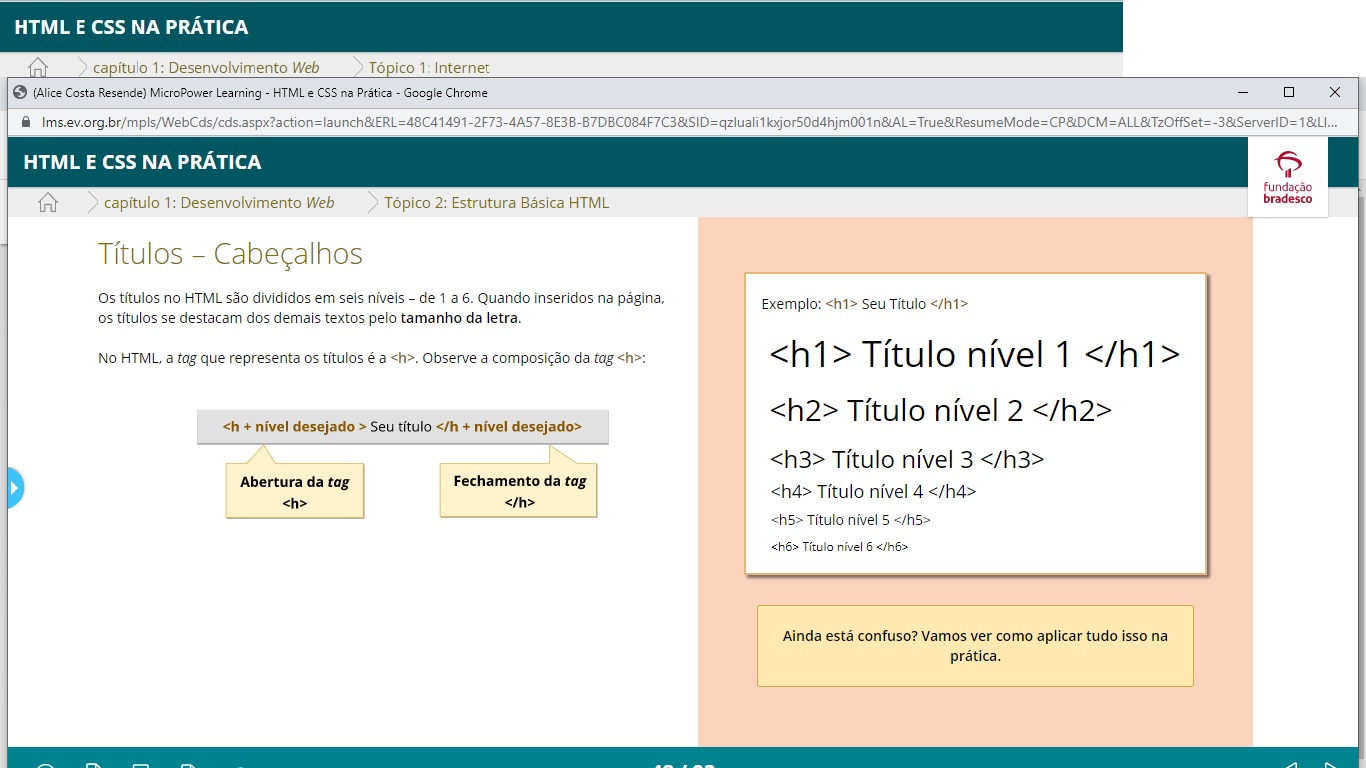 HTML E CSS NA PRÁTICA
capítulo 1: Desenvolvimento Web
Tópico 1: Internet
(Alice Costa Resende) MicroPower Learning - HTML e CSS na Prática - Google Chrome
lms.ev.org.br/mpls/WebCds/cds.aspx?action=launch&ERL=48C41491-2F73-4A57-8E3B-B7DBC084F7C3&SID=qzluali1kxjor50d4hjm001n&AL=True&ResumeMode=CP&DCM=ALL&TzOffSet=-3&ServerID=1&LI...
HTML E CSS NA PRÁTICA
fundação
bradesco
capítulo 1: Desenvolvimento Web
Tópico 2: Estrutura Básica HTML
Títulos – Cabeçalhos
Os títulos no HTML são divididos em seis níveis – de 1 a 6. Quando inseridos na página,
os títulos se destacam dos demais textos pelo tamanho da letra.
No HTML, a tag que representa os títulos é a <h>. Observe a composição da tag <h>:
<h + nível desejado > Seu título </h + nível desejado>
Abertura da tag
<h>
Fechamento da tag
</h>
Exemplo: <h1> Seu Título </h1>
<h1> Título nível 1 </h1>
<h2> Título nível 2 </h2>
<h3> Título nível 3 </h3>
<h4> Título nível 4 </h4>
<h5> Título nível 5 </h5>
<h6> Título nível 6 </h6>
Ainda está confuso? Vamos ver como aplicar tudo isso na
prática.